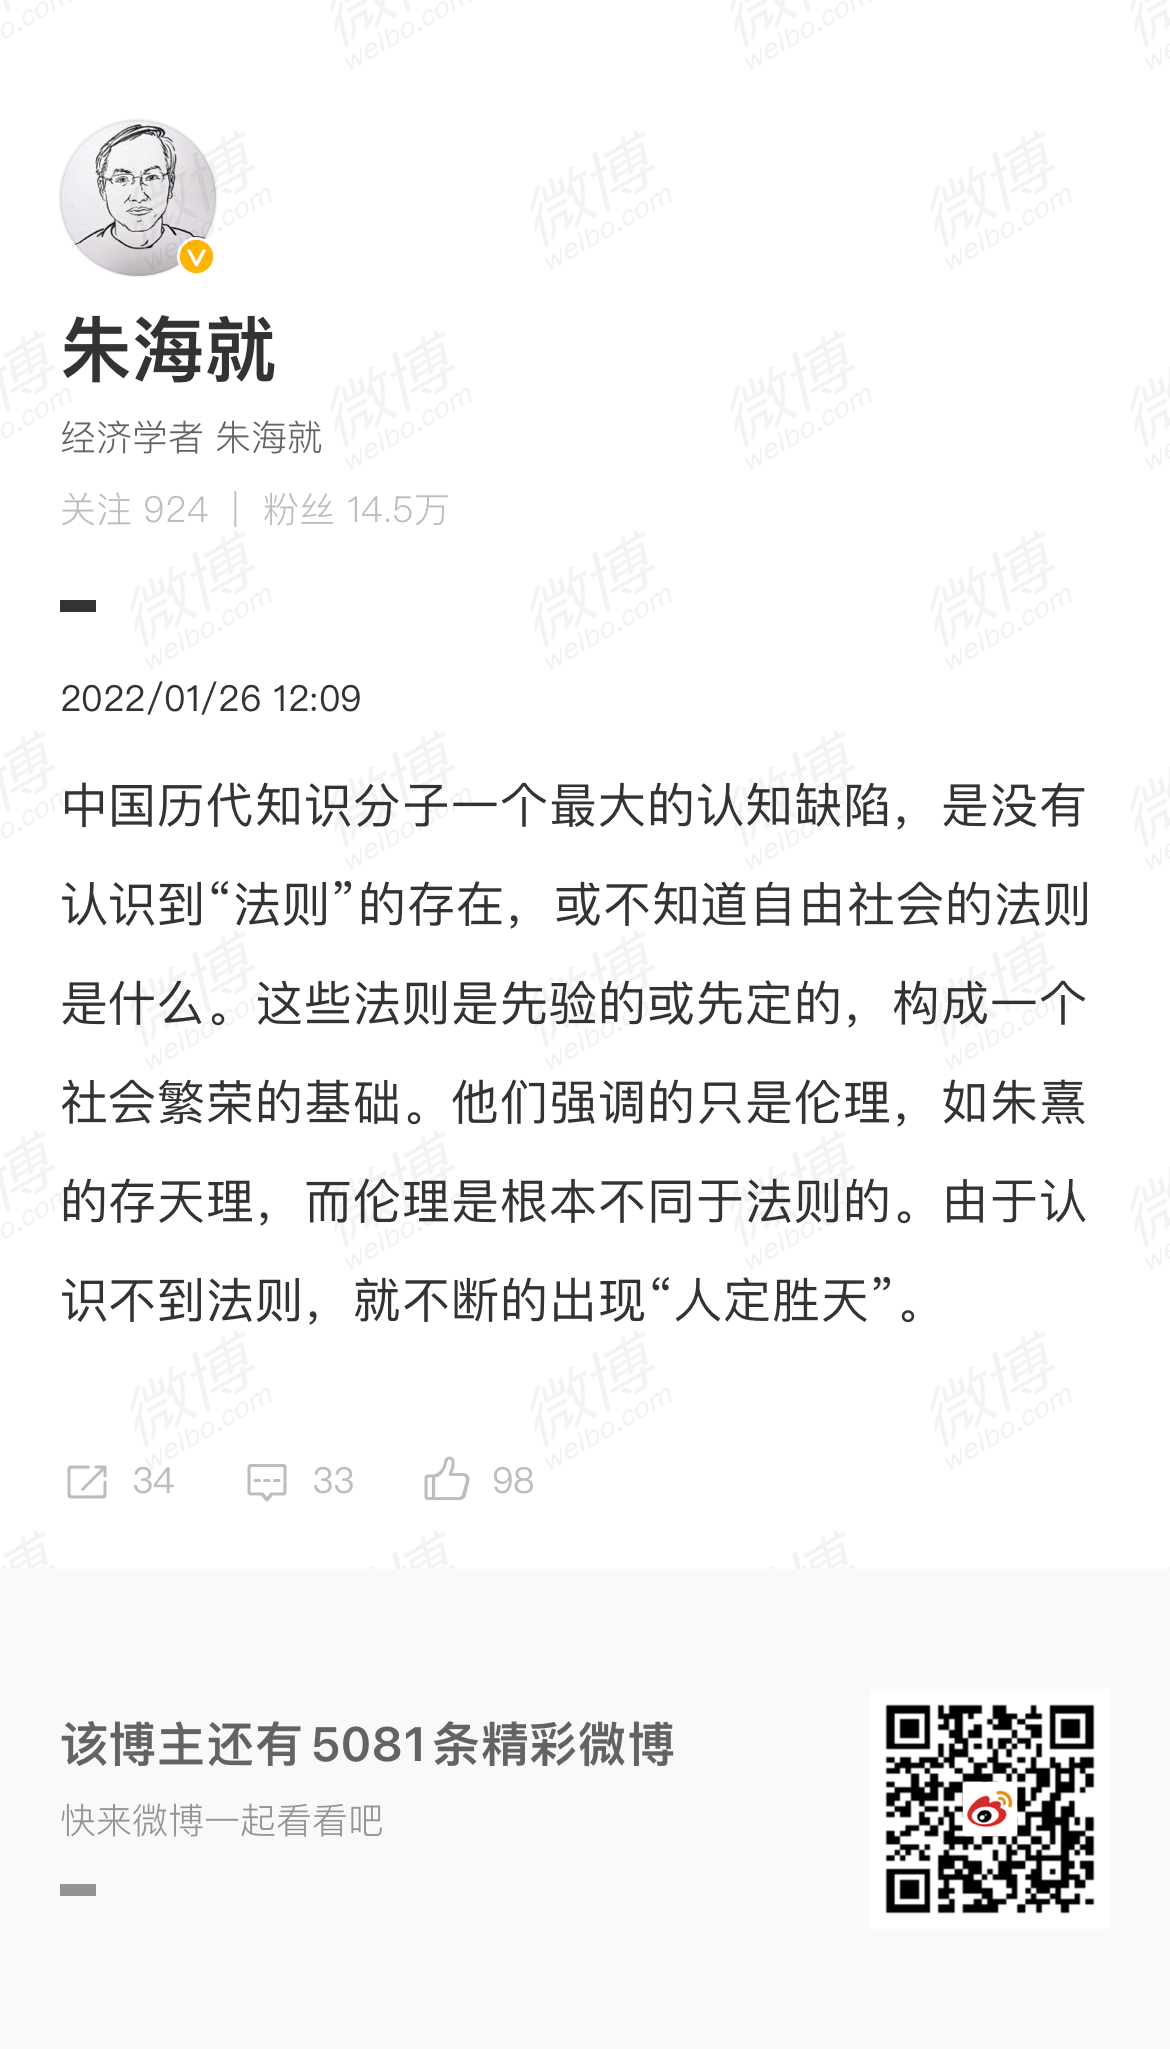 朱海就
经济学者 朱海就
关注 924 | 粉丝 14.5万
2022/01/26 12:09
中国历代知识分子一个最大的认知缺陷，是没有
认识到“法则”的存在，或不知道自由社会的法则
是什么。这些法则是先验的或先定的，构成一个
社会繁荣的基础。他们强调的只是伦理，如朱熹
的存天理，而伦理是根本不同于法则的。由于认
识不到法则，就不断的出现“人定胜天”。
34 33 98
该博主还有5081条精彩微博
快来微博一起看看吧
微博
weibo.com